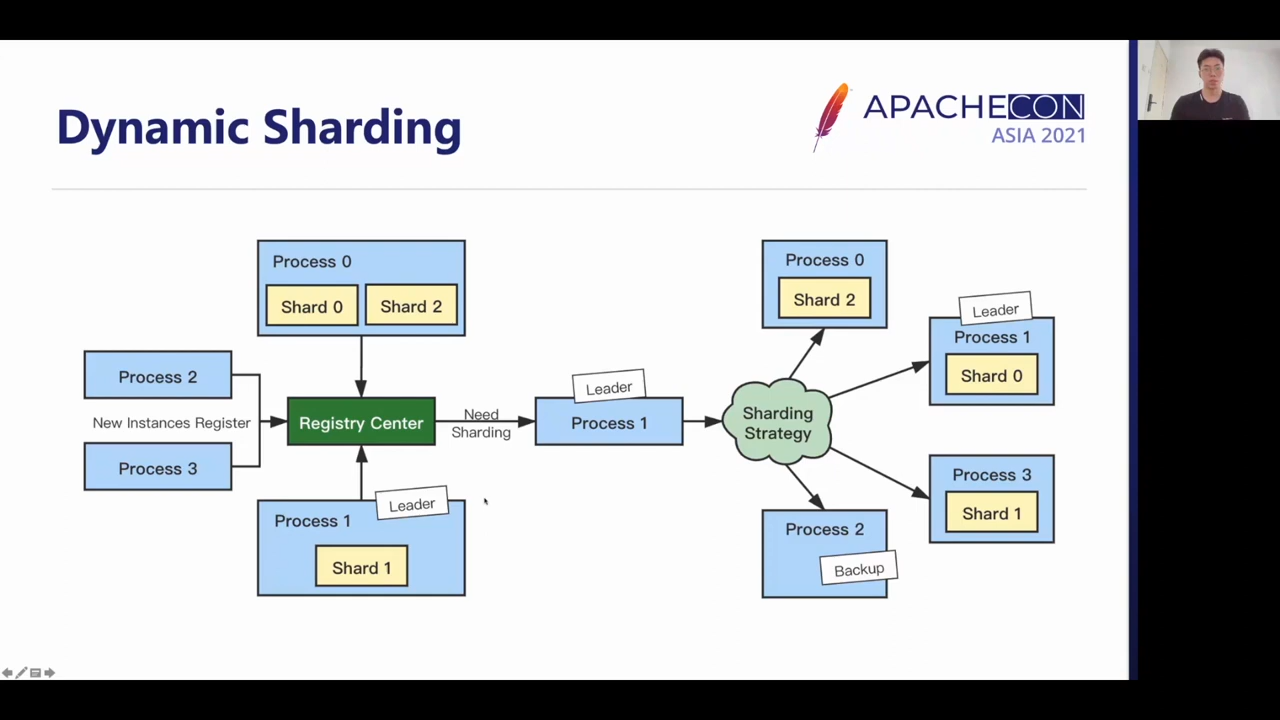 Dynamic Sharding
APACHECON
ASIA 2021
Process 0
Shard 0
Shard 2
Process 2
New Instances Register
Process 3
Registry Center
Leader
Process 1
Shard 1
Need
Sharding
Leader
Process 1
Sharding
Strategy
Process 0
Shard 2
Leader
Process 1
Shard 0
Process 3
Shard 1
Process 2
Backup